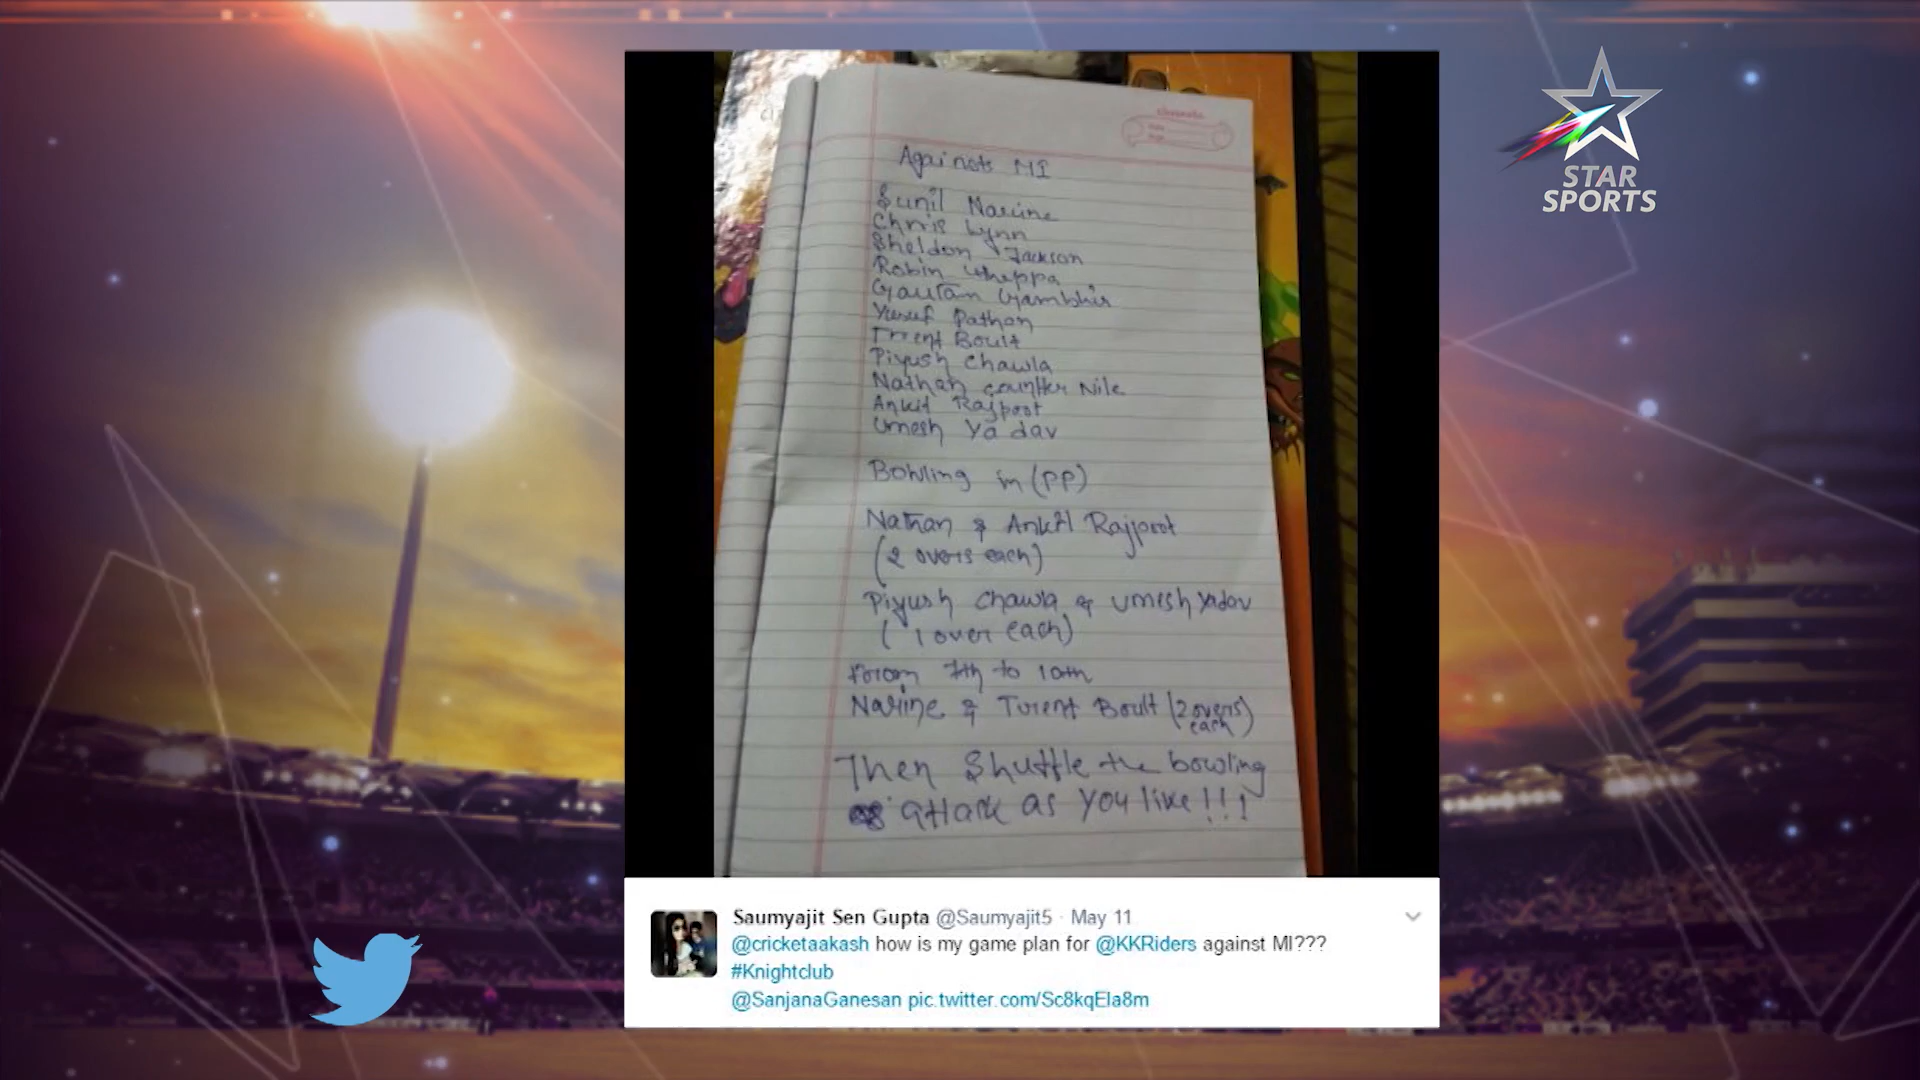 STAR
SPORTS
Againsts MI
Sunil Narine
Chris Lynn
Sheldon Jackson
Robin Utheppa
Gautam Gambhir
Yusuf Pathan
Trent Boult
Piyush Chawla
Nathan counlter Nile
Ankit Rajpoot
Umesh Yadav
Bowling in (PP)
Nathan & Ankit Rajpoot
(2 overs each)
Piyush Chawla & Umesh Yadav
(1 over each)
From 7th to 10th
Narine & Turent Boult (2 overs
each)
Then Shuffle the bowling
attack as you like!!!
Saumyajit Sen Gupta @Saumyajit5 · May 11
@cricketaakash how is my game plan for @KKRiders against MI???
#Knightclub
@SanjanaGanesan pic.twitter.com/Sc8kqEla8m